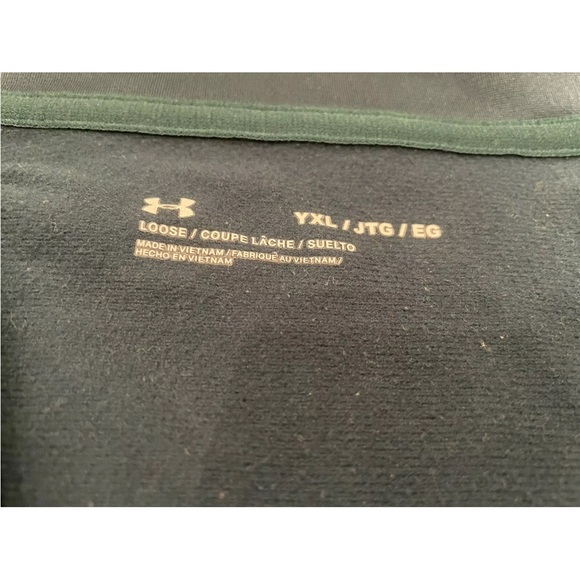 YXL / JTG / EG
LOOSE / COUPE LÂCHE / SUELTO
MADE IN VIETNAM / FABRIQUÉ AU VIETNAM /
HECHO EN VIETNAM